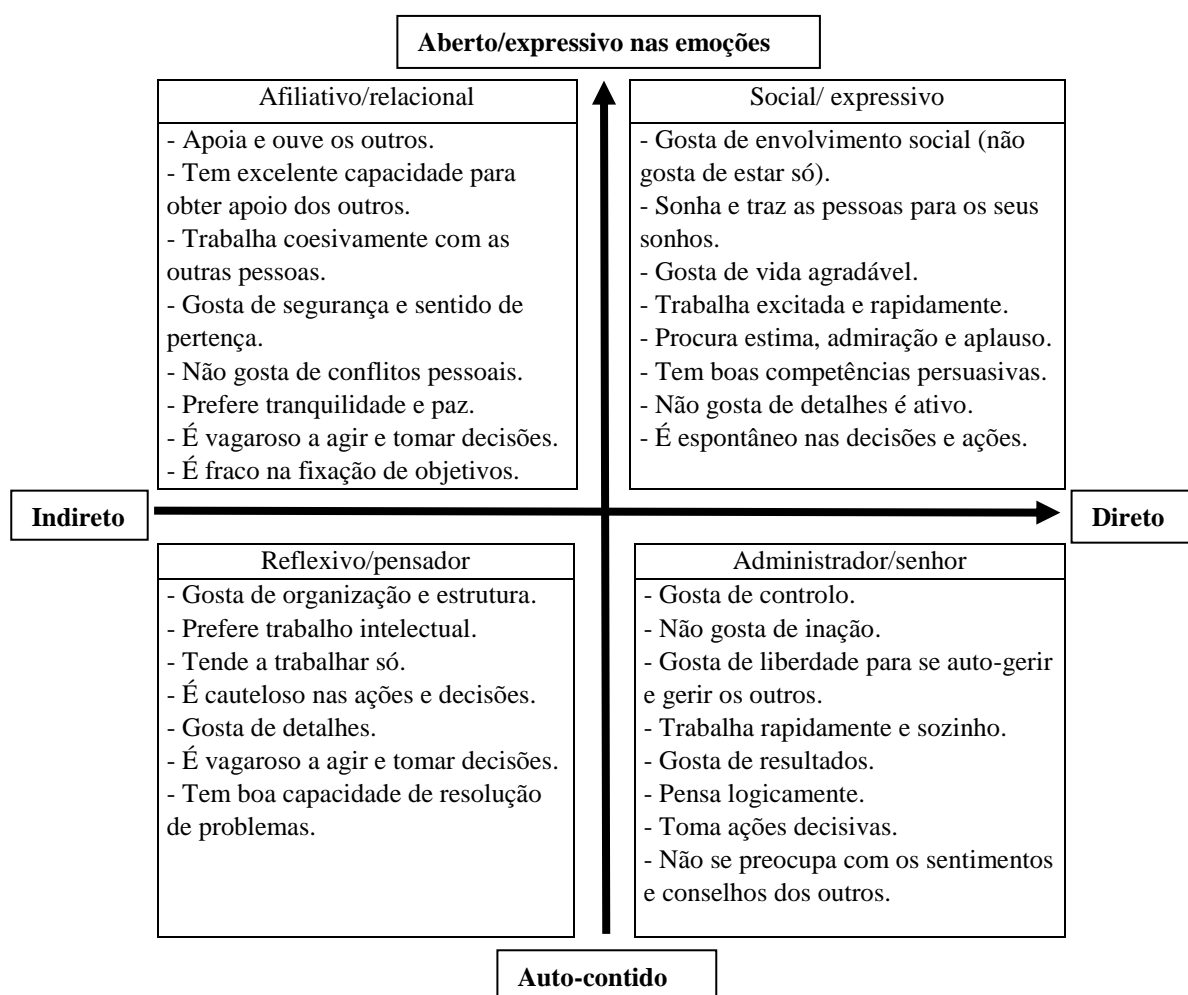 Aberto/expressivo nas emoções
Afiliativo/relacional
- Apoia e ouve os outros.
- Tem excelente capacidade para
obter apoio dos outros.
- Trabalha coesivamente com as
outras pessoas.
- Gosta de segurança e sentido de
pertença.
- Não gosta de conflitos pessoais.
- Prefere tranquilidade e paz.
- É vagaroso a agir e tomar decisões.
- É fraco na fixação de objetivos.
Social/ expressivo
- Gosta de envolvimento social (não
gosta de estar só).
- Sonha e traz as pessoas para os seus
sonhos.
- Gosta de vida agradável.
- Trabalha excitada e rapidamente.
- Procura estima, admiração e aplauso.
- Tem boas competências persuasivas.
- Não gosta de detalhes é ativo.
- É espontâneo nas decisões e ações.
Indireto
Direto
Reflexivo/pensador
- Gosta de organização e estrutura.
- Prefere trabalho intelectual.
- Tende a trabalhar só.
- É cauteloso nas ações e decisões.
- Gosta de detalhes.
- É vagaroso a agir e tomar decisões.
- Tem boa capacidade de resolução
de problemas.
Administrador/senhor
- Gosta de controlo.
- Não gosta de inação.
- Gosta de liberdade para se auto-gerir
e gerir os outros.
- Trabalha rapidamente e sozinho.
- Gosta de resultados.
- Pensa logicamente.
- Toma ações decisivas.
- Não se preocupa com os sentimentos
e conselhos dos outros.
Auto-contido